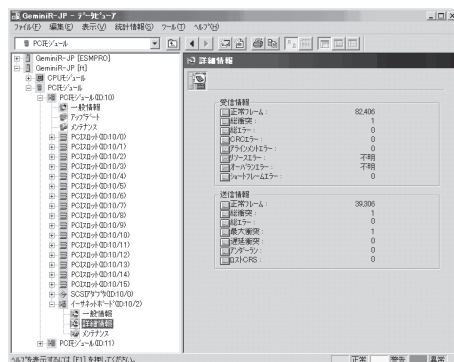 GeminiR-JP - ﾃﾞｰﾀﾋﾞｭｰｱ
ﾌｧｲﾙ(F) 編集(E) 表示(V) 統計情報(S) ﾂｰﾙ(T) ﾍﾙﾌﾟ(H)
PCIﾓｼﾞｭｰﾙ
GeminiR-JP [ESMPRO]
GeminiR-JP [R]
CPUﾓｼﾞｭｰﾙ
PCIﾓｼﾞｭｰﾙ
PCIﾓｼﾞｭｰﾙ(ID:10)
一般情報
ｱｯﾌﾟﾃﾞｰﾄ
ﾒﾝﾃﾅﾝｽ
PCIｽﾛｯﾄ(ID:10/0)
PCIｽﾛｯﾄ(ID:10/1)
PCIｽﾛｯﾄ(ID:10/2)
PCIｽﾛｯﾄ(ID:10/3)
PCIｽﾛｯﾄ(ID:10/4)
PCIｽﾛｯﾄ(ID:10/5)
PCIｽﾛｯﾄ(ID:10/6)
PCIｽﾛｯﾄ(ID:10/7)
PCIｽﾛｯﾄ(ID:10/8)
PCIｽﾛｯﾄ(ID:10/9)
PCIｽﾛｯﾄ(ID:10/10)
PCIｽﾛｯﾄ(ID:10/11)
PCIｽﾛｯﾄ(ID:10/12)
PCIｽﾛｯﾄ(ID:10/13)
PCIｽﾛｯﾄ(ID:10/14)
PCIｽﾛｯﾄ(ID:10/15)
SCSIｱﾀﾞﾌﾟﾀ(ID:10/0)
ｲｰｻﾈｯﾄﾎﾞｰﾄﾞ(ID:10/2)
一般情報
詳細情報
ﾒﾝﾃﾅﾝｽ
PCIﾓｼﾞｭｰﾙ(ID:11)
詳細情報
受信情報
正常ﾌﾚｰﾑ : 82,406
総衝突 : 1
総ｴﾗｰ : 0
CRCｴﾗｰ : 0
ｱﾗｲﾝﾒﾝﾄｴﾗｰ : 0
ﾘｿｰｽｴﾗｰ : 不明
ｵｰﾊﾞﾗﾝｴﾗｰ : 不明
ｼｮｰﾄﾌﾚｰﾑｴﾗｰ : 0
送信情報
正常ﾌﾚｰﾑ : 39,306
総衝突 : 1
総ｴﾗｰ : 0
最大衝突 : 1
遅延衝突 : 0
ｱﾝﾀﾞｰﾗﾝ : 0
ﾛｽﾄCRS : 0
ﾍﾙﾌﾟを表示するには [F1] を押してください。
正常 警告 異常